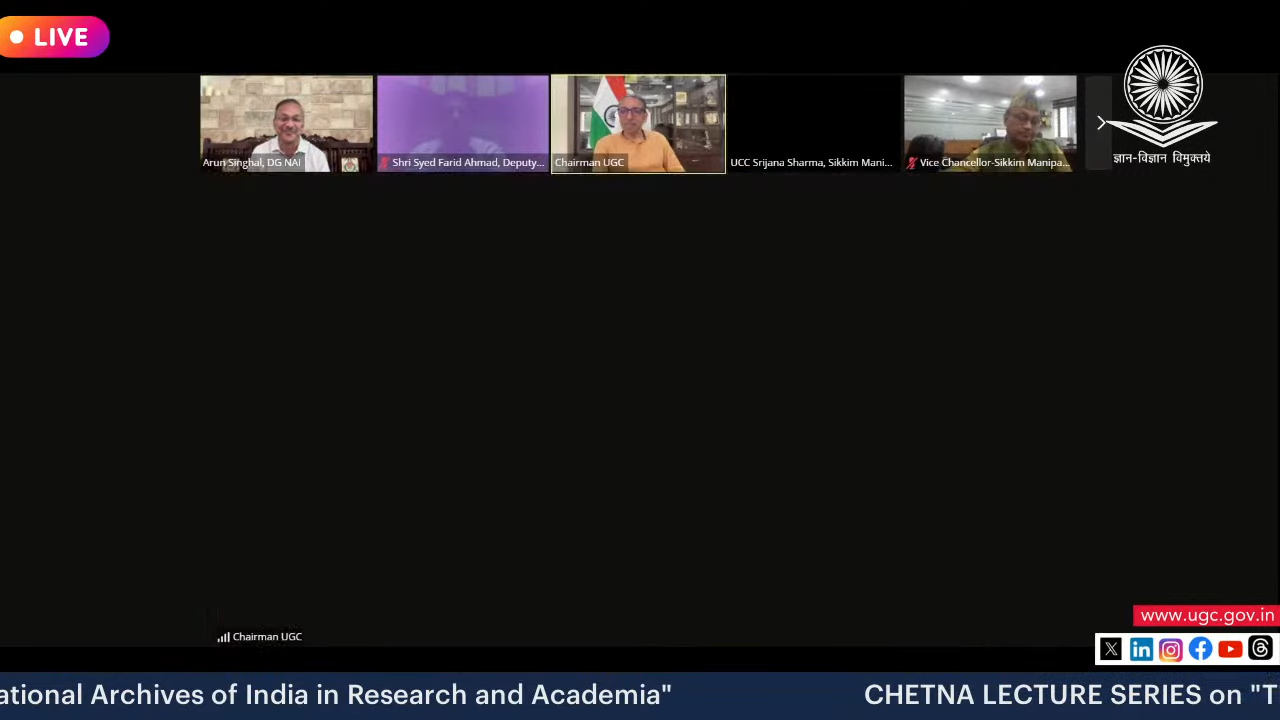 LIVE
Arun Singhal, DG NAI
Shri Syed Farid Ahmad, Deputy...
Chairman UGC
UCC Srijana Sharma, Sikkim Mani...
Vice Chancellor-Sikkim Manipa...
ज्ञान-विज्ञान विमुक्तये
Chairman UGC
www.ugc.gov.in
ational Archives of India in Research and Academia" CHETNA LECTURE SERIES on "T